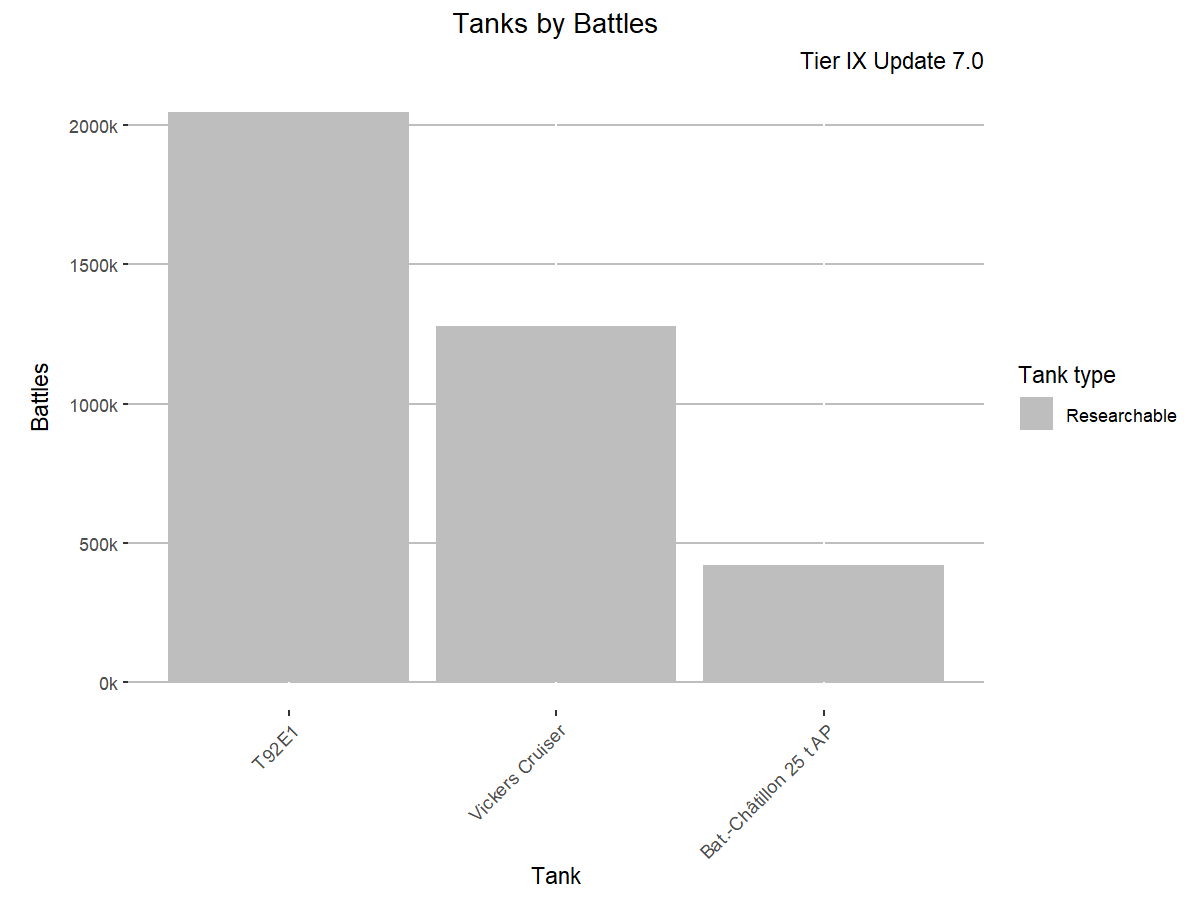 Tanks by Battles
Tier IX Update 7.0
Battles
2000k
1500k
1000k
500k
0k
T92E1
Vickers Cruiser
Bat.-Châtillon 25 t AP
Tank
Tank type
Researchable